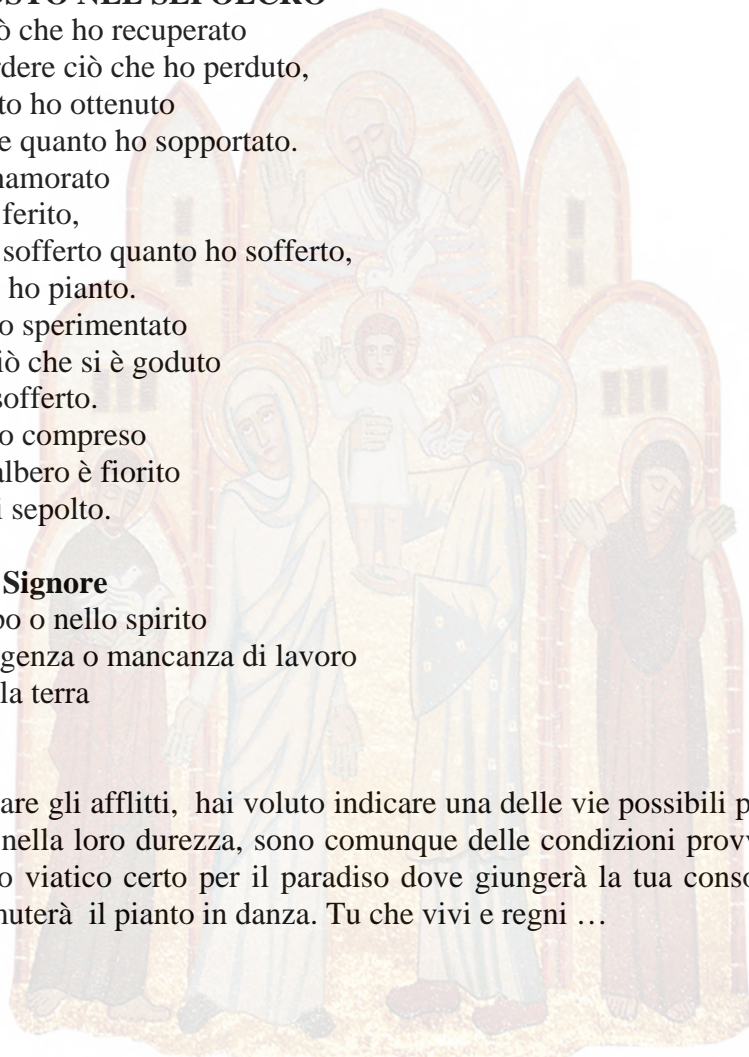 OSTO NEL SEPOLCRO
ò che ho recuperato
rdere ciò che ho perduto,
to ho ottenuto
e quanto ho sopportato.
namorato
ferito,
sofferto quanto ho sofferto,
ho pianto.
o sperimentato
iò che si è goduto
sofferto.
o compreso
albero è fiorito
i sepolto.
Signore
po o nello spirito
genza o mancanza di lavoro
la terra
are gli afflitti, hai voluto indicare una delle vie possibili p
nella loro durezza, sono comunque delle condizioni provv
o viatico certo per il paradiso dove giungerà la tua conso
nuterà il pianto in danza. Tu che vivi e regni …